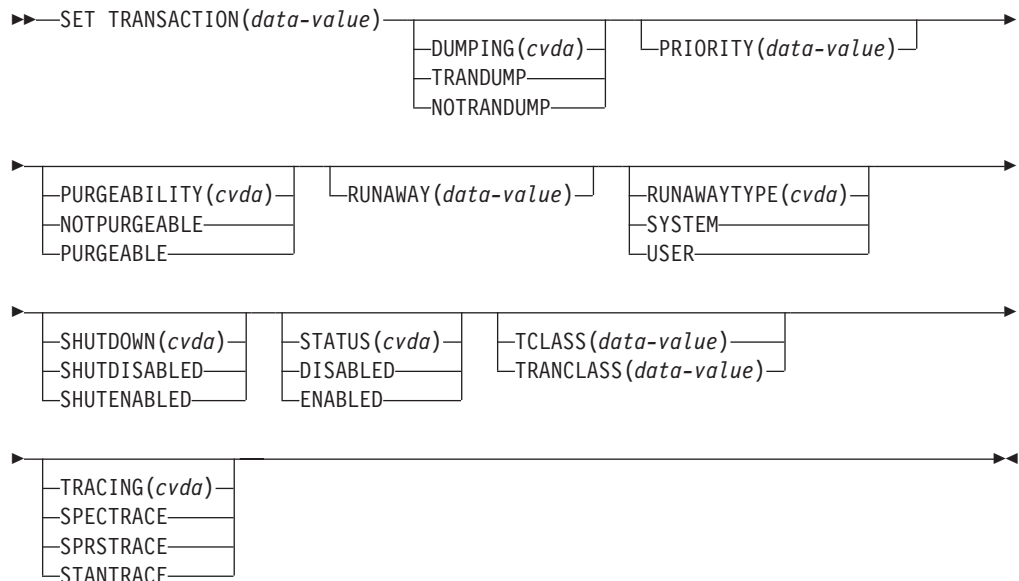 SET TRANSACTION(data-value)
DUMPING(cvda)
TRANDUMP
NOTRANDUMP
PRIORITY(data-value)
PURGEABILITY(cvda)
NOTPURGEABLE
PURGEABLE
RUNAWAY(data-value)
RUNAWAYTYPE(cvda)
SYSTEM
USER
SHUTDOWN(cvda)
SHUTDISABLED
SHUTENABLED
STATUS(cvda)
DISABLED
ENABLED
TCLASS(data-value)
TRANCLASS(data-value)
TRACING(cvda)
SPECTRACE
SPRSTRACE
STANTRACE